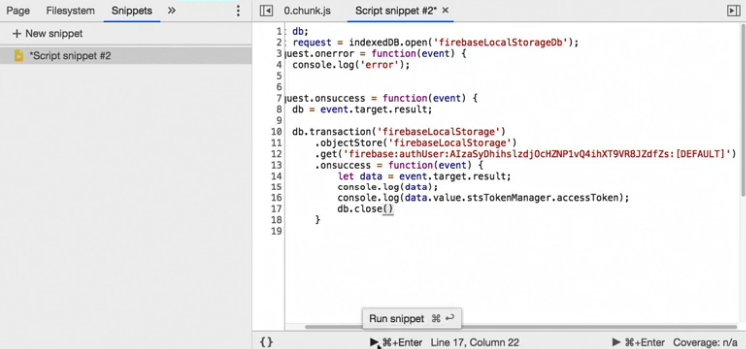 Page Filesystem Snippets »
+ New snippet
*Script snippet #2
0.chunk.js Script snippet #2* ×
1 db;
2 request = indexedDB.open('firebaseLocalStorageDb');
3 quest.onerror = function(event) {
4 console.log('error');
5
6
7 quest.onsuccess = function(event) {
8 db = event.target.result;
9
10 db.transaction('firebaseLocalStorage')
11 .objectStore('firebaseLocalStorage')
12 .get('firebase:authUser:AIzaSyDhihslzdjOcHZNP1vQ4ihXT9VR8JZdfZs:[DEFAULT]')
13 .onsuccess = function(event) {
14 let data = event.target.result;
15 console.log(data);
16 console.log(data.value.stsTokenManager.accessToken);
17 db.close()
18 }
19
Run snippet ⌘ ↩
{} ▶ ⌘+Enter Line 17, Column 22 ▶ ⌘+Enter Coverage: n/a